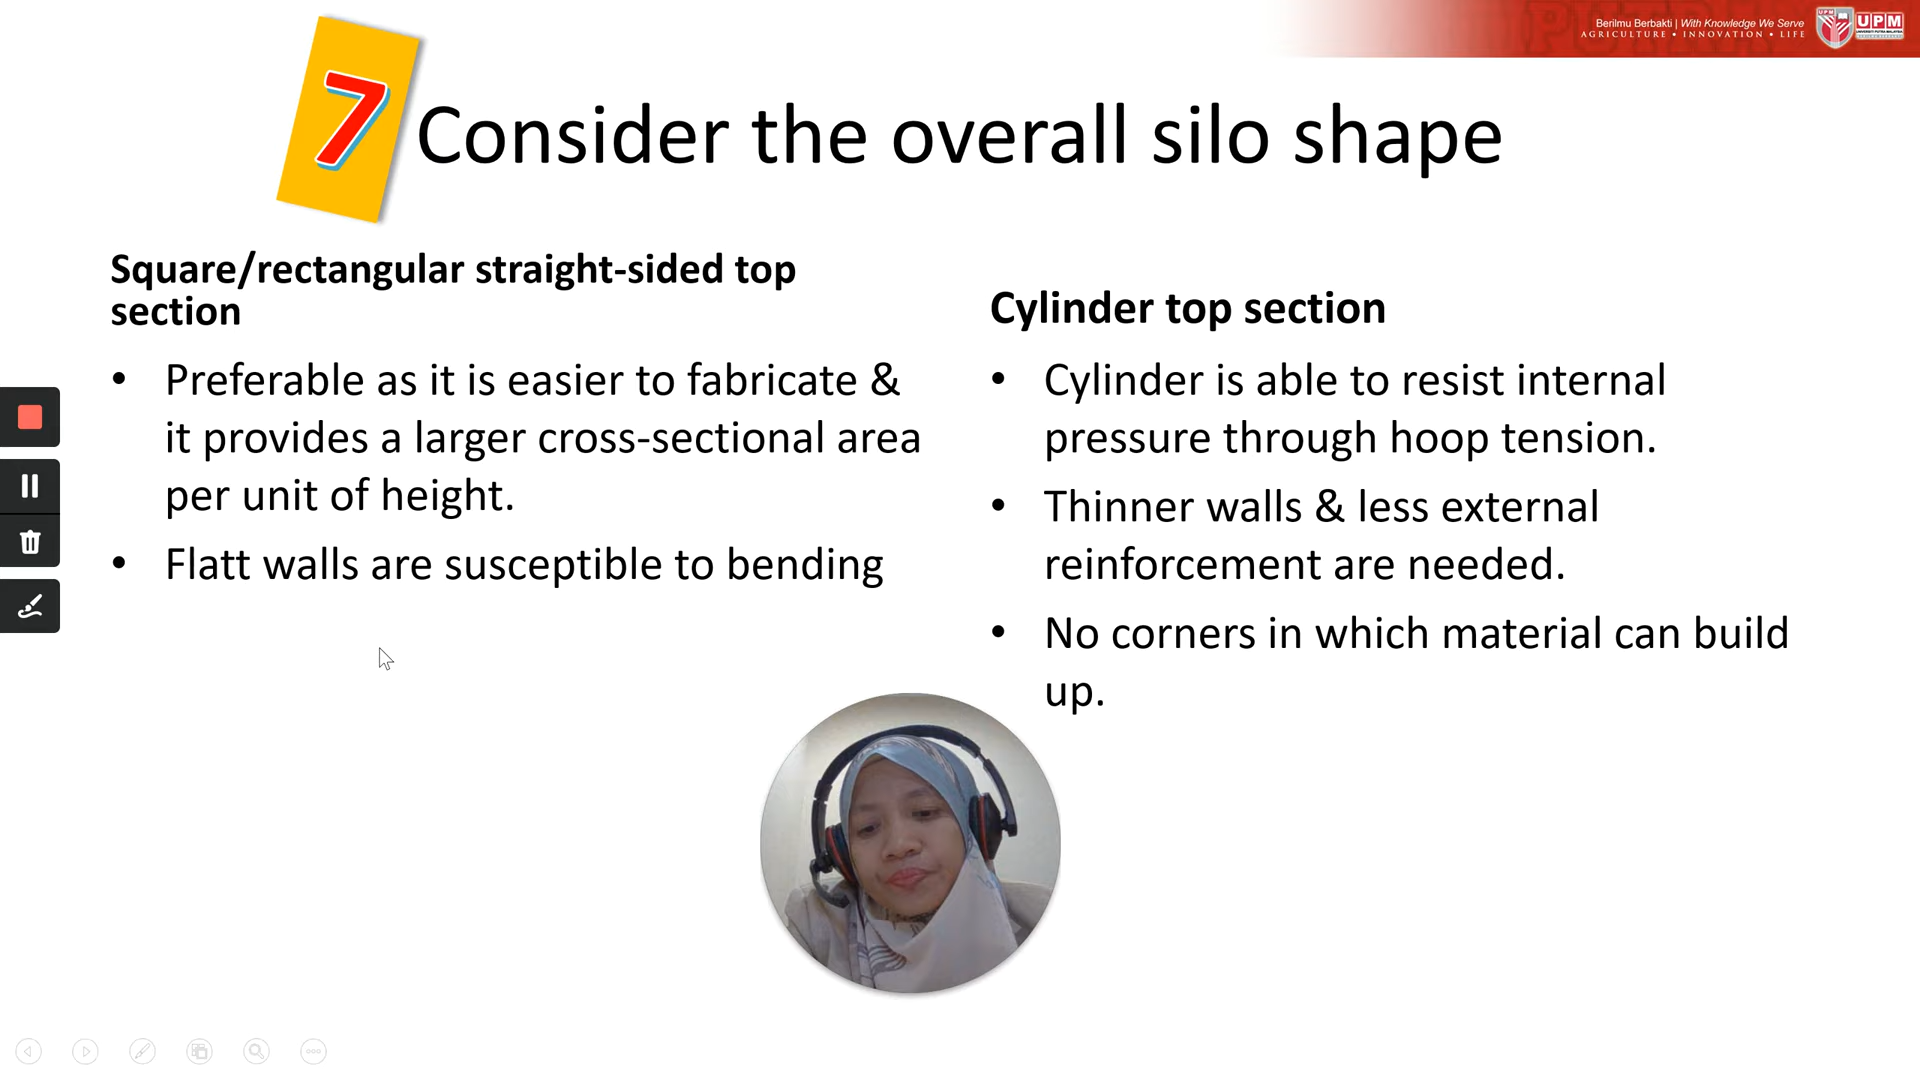 Berilmu Berbakti | With Knowledge We Serve
AGRICULTURE • INNOVATION • LIFE
UPM
7
Consider the overall silo shape
Square/rectangular straight-sided top
section
• Preferable as it is easier to fabricate &
it provides a larger cross-sectional area
per unit of height.
• Flatt walls are susceptible to bending
Cylinder top section
• Cylinder is able to resist internal
pressure through hoop tension.
• Thinner walls & less external
reinforcement are needed.
• No corners in which material can build
up.